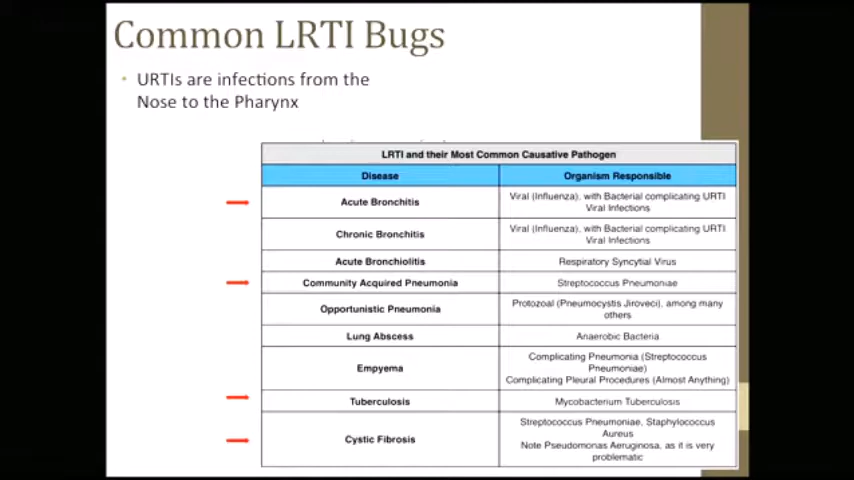 Common LRTI Bugs
• URTIs are infections from the
Nose to the Pharynx
LRTI and their Most Common Causative Pathogen
Disease Organism Responsible
Acute Bronchitis Viral (Influenza), with Bacterial complicating URTI
Viral Infections
Chronic Bronchitis Viral (Influenza), with Bacterial complicating URTI
Viral Infections
Acute Bronchiolitis Respiratory Syncytial Virus
Community Acquired Pneumonia Streptococcus Pneumoniae
Opportunistic Pneumonia Protozoal (Pneumocystis Jiroveci), among many
others
Lung Abscess Anaerobic Bacteria
Empyema Complicating Pneumonia (Streptococcus
Pneumoniae)
Complicating Pleural Procedures (Almost Anything)
Tuberculosis Mycobacterium Tuberculosis
Cystic Fibrosis Streptococcus Pneumoniae, Staphylococcus
Aureus
Note Pseudomonas Aeruginosa, as it is very
problematic